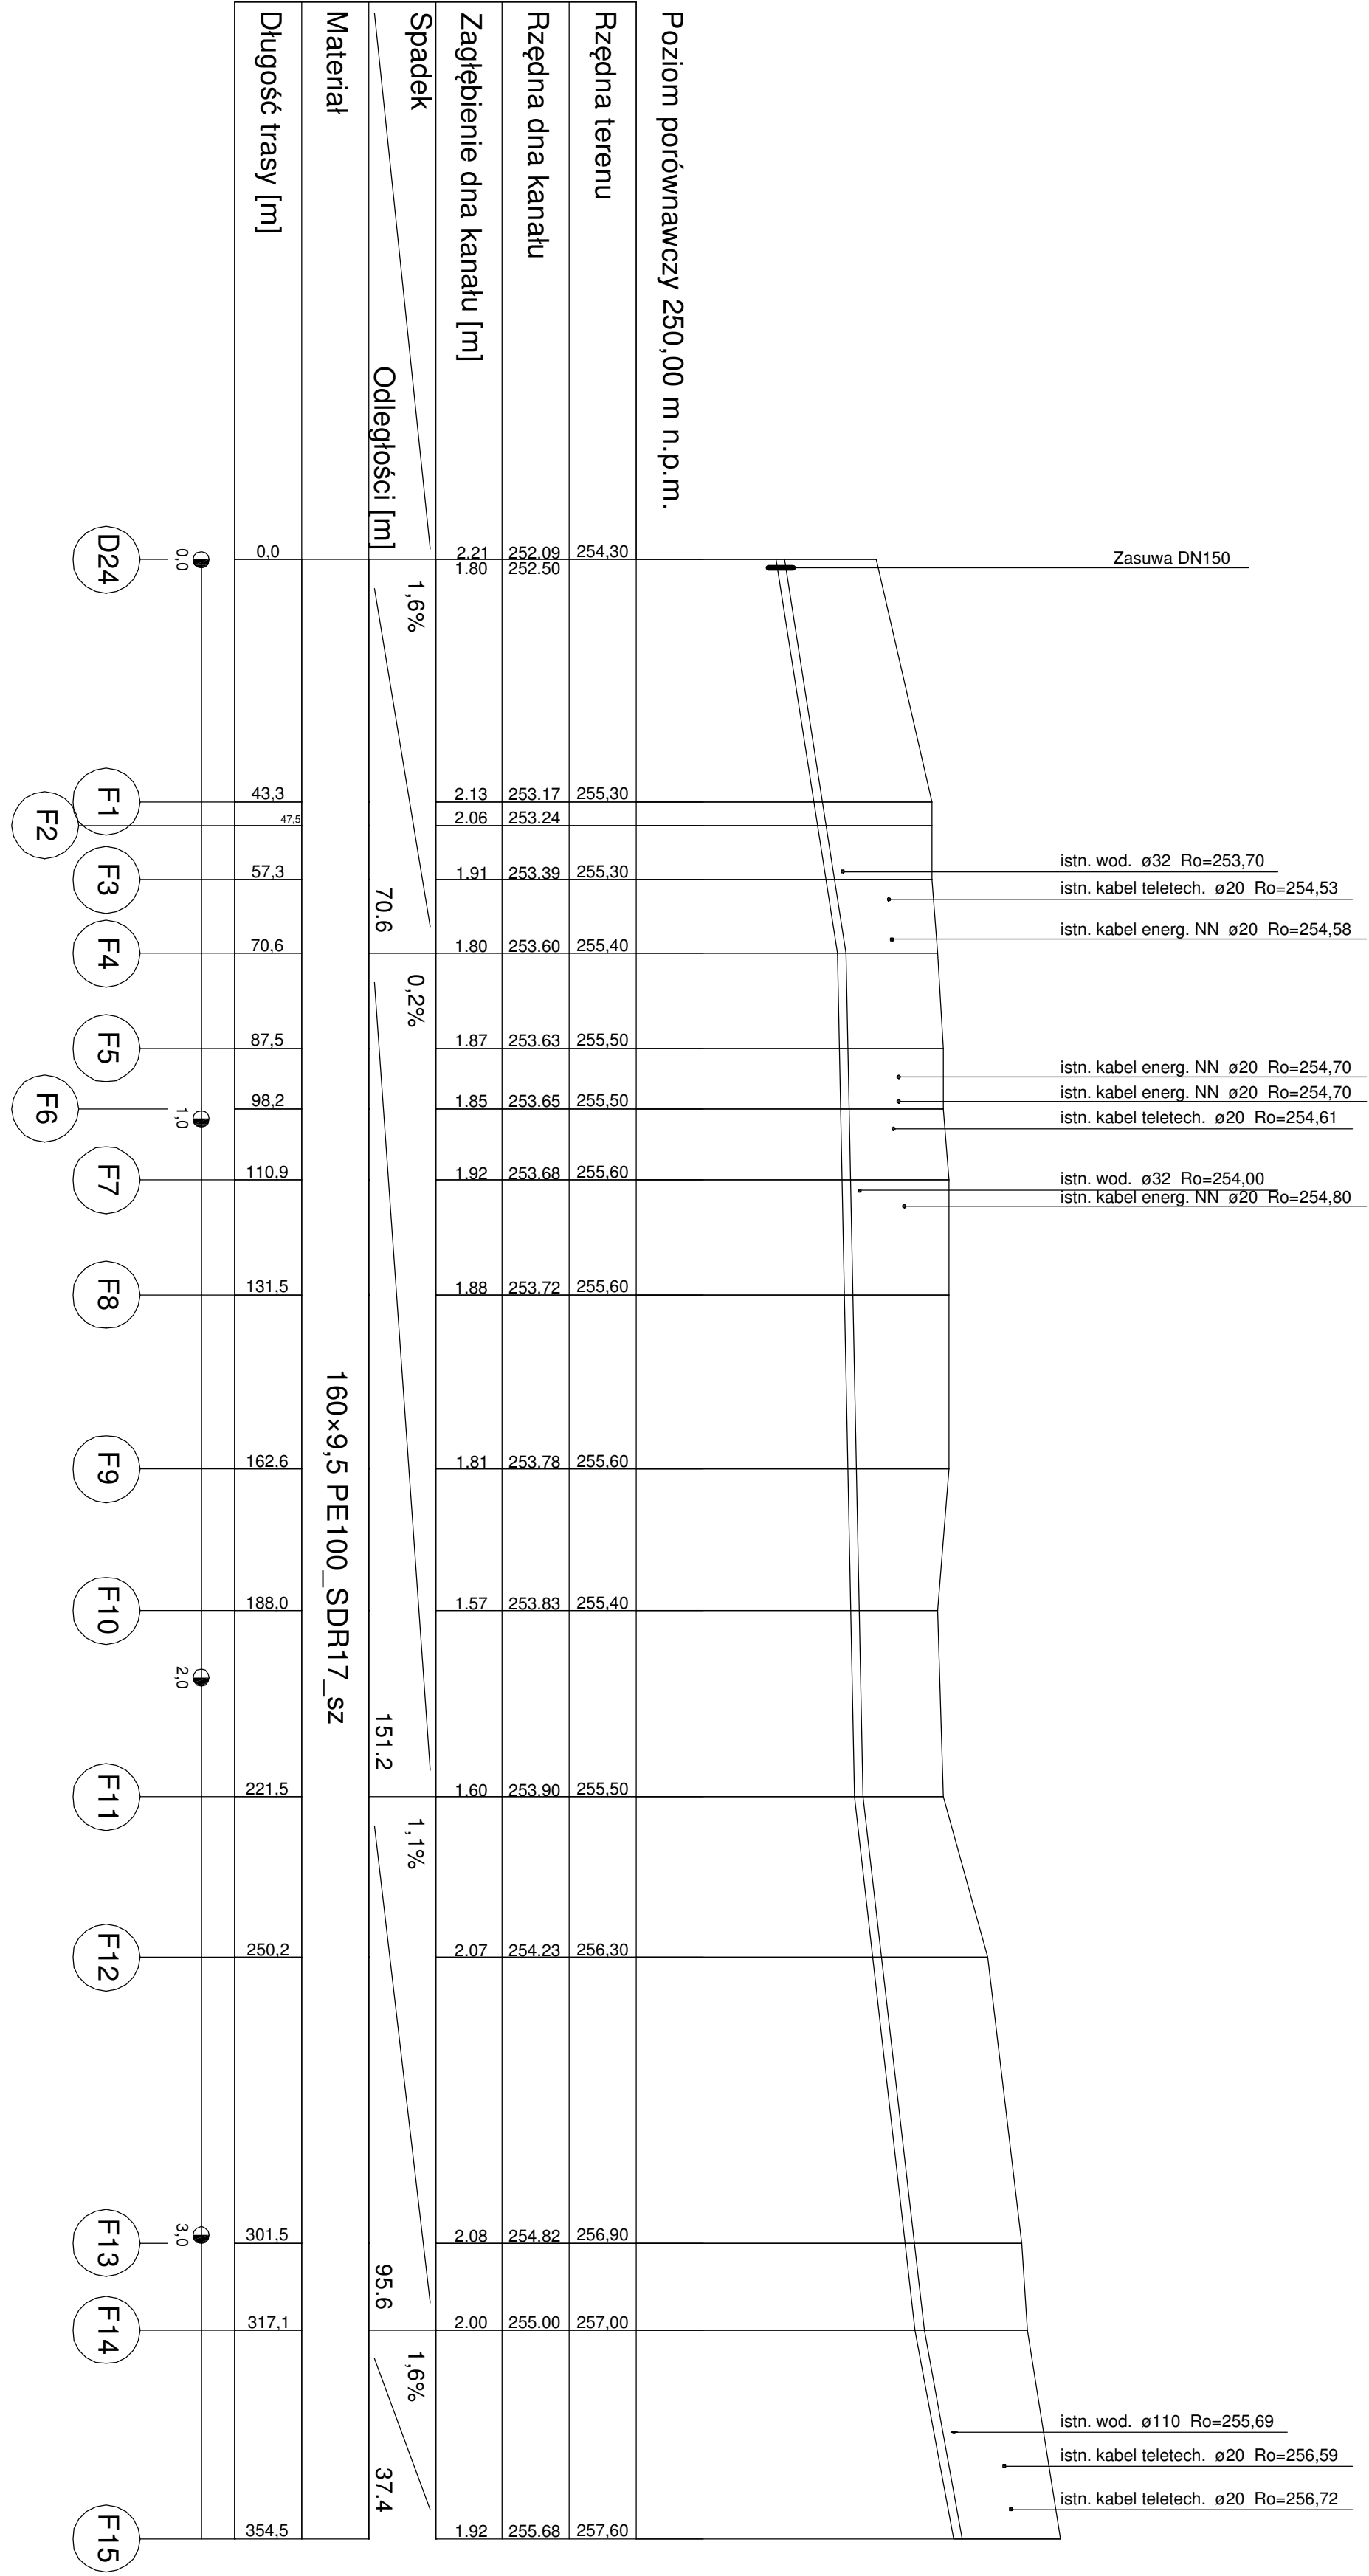 Zasuwa DN150
istn. wod. ø32 Ro=253,70
istn. kabel teletech. ø20 Ro=254,53
istn. kabel energ. NN ø20 Ro=254,58
istn. kabel energ. NN ø20 Ro=254,70
istn. kabel energ. NN ø20 Ro=254,70
istn. kabel teletech. ø20 Ro=254,61
istn. wod. ø32 Ro=254,00
istn. kabel energ. NN ø20 Ro=254,80
istn. wod. ø110 Ro=255,69
istn. kabel teletech. ø20 Ro=256,59
istn. kabel teletech. ø20 Ro=256,72
Poziom porównawczy 250,00 m n.p.m.
Rzędna terenu 254,30 255,30 255,30 255,40 255,50 255,50 255,60 255,60 255,60 255,40 255,50 256,30 256,90 257,00 257,60
Rzędna dna kanału 252.09 252.50 253.17 253.24 253.39 253.60 253.63 253.65 253.68 253.72 253.78 253.83 253.90 254.23 254.82 255.00 255.68
Zagłębienie dna kanału [m] 2.21 1.80 2.13 2.06 1.91 1.80 1.87 1.85 1.92 1.88 1.81 1.57 1.60 2.07 2.08 2.00 1.92
Spadek 1,6% 0,2% 1,1% 1,6%
Odległości [m] 70.6 151.2 95.6 37.4
Materiał 160×9,5 PE100_SDR17_sz
Długość trasy [m] 0,0 43,3 47,5 57,3 70,6 87,5 98,2 110,9 131,5 162,6 188,0 221,5 250,2 301,5 317,1 354,5
0,0 1,0 2,0 3,0
D24 F1 F2 F3 F4 F5 F6 F7 F8 F9 F10 F11 F12 F13 F14 F15